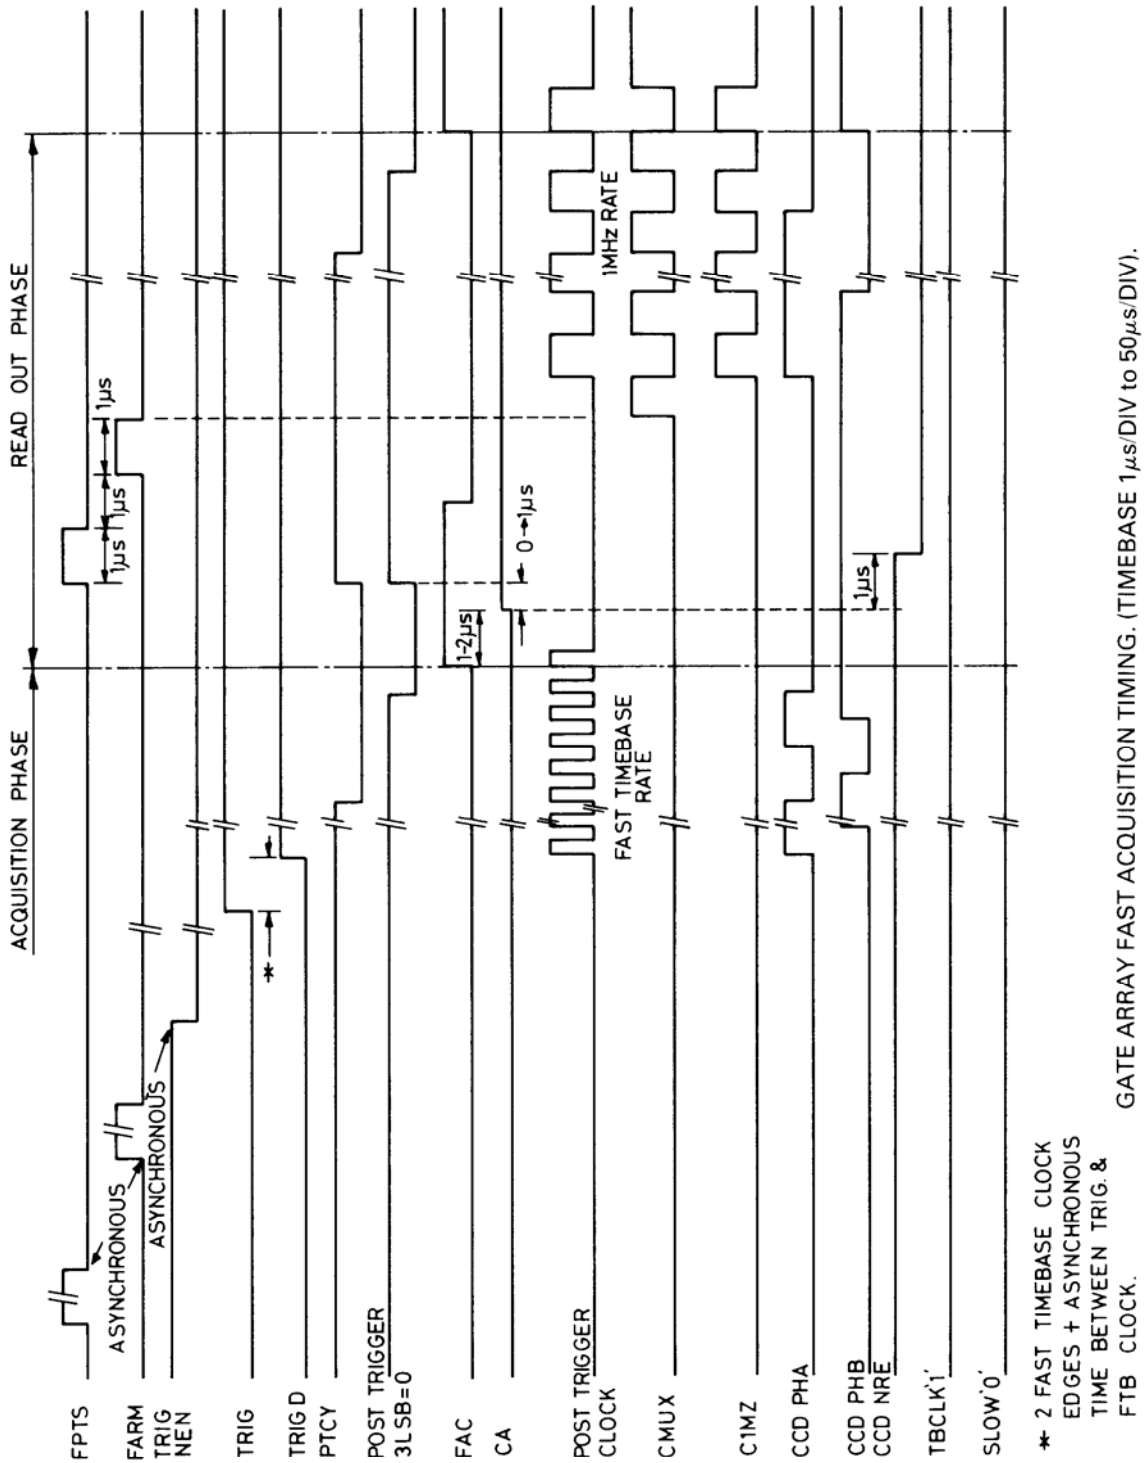 ACQUISITION PHASE
READ OUT PHASE
FPTS
ASYNCHRONOUS
1µs
1µs
1µs
FARM
TRIG
NEN
ASYNCHRONOUS
TRIG
*
TRIG D
PTCY
POST TRIGGER
3LSB=0
FAC
1-2µs
CA
0→1µs
POST TRIGGER
CLOCK
FAST TIMEBASE
RATE
1MHz RATE
CMUX
C1MZ
CCD PHA
CCD PHB
1µs
CCD NRE
TBCLK'1'
SLOW'0'
* 2 FAST TIMEBASE CLOCK
EDGES + ASYNCHRONOUS
TIME BETWEEN TRIG. &
FTB CLOCK.
GATE ARRAY FAST ACQUISITION TIMING. (TIMEBASE 1µs/DIV to 50µs/DIV).